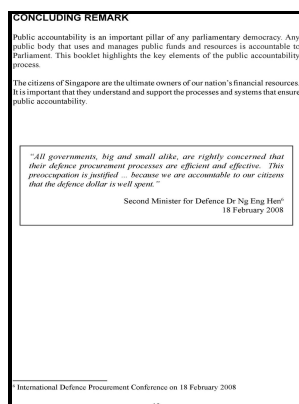 CONCLUDING REMARK
Public accountability is an important pillar of any parliamentary democracy. Any
public body that uses and manages public funds and resources is accountable to
Parliament. This booklet highlights the key elements of the public accountability
process.
The citizens of Singapore are the ultimate owners of our nation's financial resources.
It is important that they understand and support the processes and systems that ensure
public accountability.
"All governments, big and small alike, are rightly concerned that
their defence procurement processes are efficient and effective. This
preoccupation is justified ... because we are accountable to our citizens
that the defence dollar is well spent."
Second Minister for Defence Dr Ng Eng Hen⁶
18 February 2008
⁶ International Defence Procurement Conference on 18 February 2008